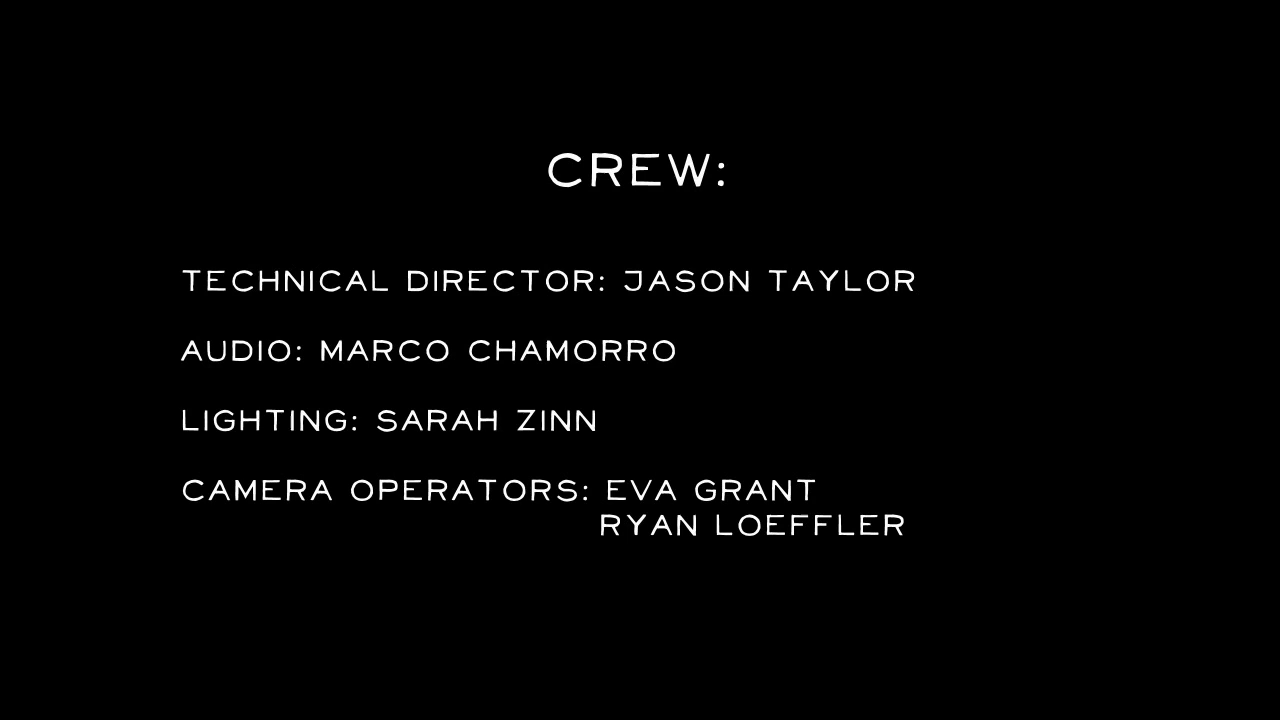 CREW:
TECHNICAL DIRECTOR: JASON TAYLOR
AUDIO: MARCO CHAMORRO
LIGHTING: SARAH ZINN
CAMERA OPERATORS: EVA GRANT
RYAN LOEFFLER